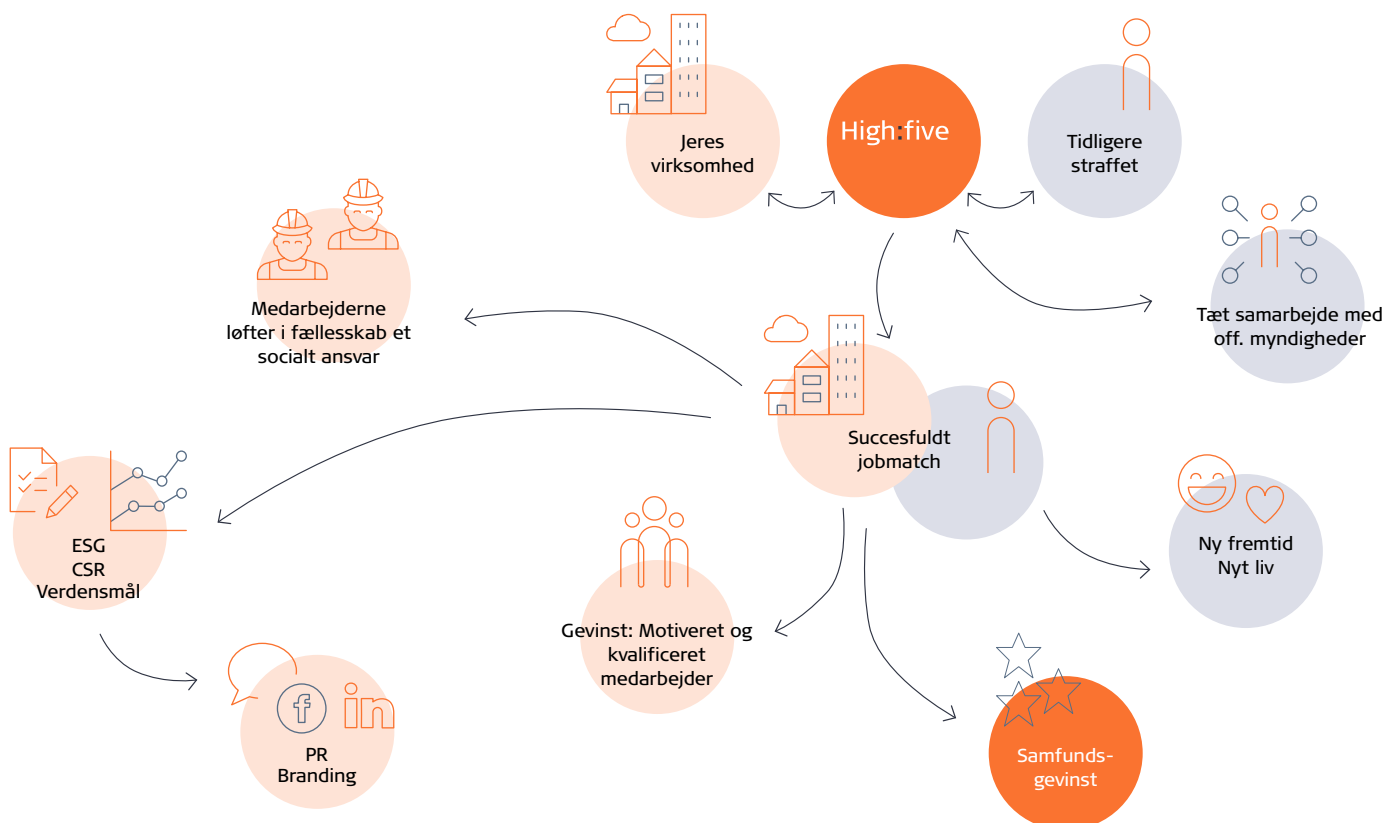 Jeres
virksomhed
High:five
Tidligere
straffet
Medarbejderne
løfter i fællesskab et
socialt ansvar
Tæt samarbejde med
off. myndigheder
Succesfuldt
jobmatch
ESG
CSR
Verdensmål
Ny fremtid
Nyt liv
Gevinst: Motiveret og
kvalificeret
medarbejder
f
in
PR
Branding
Samfunds-
gevinst